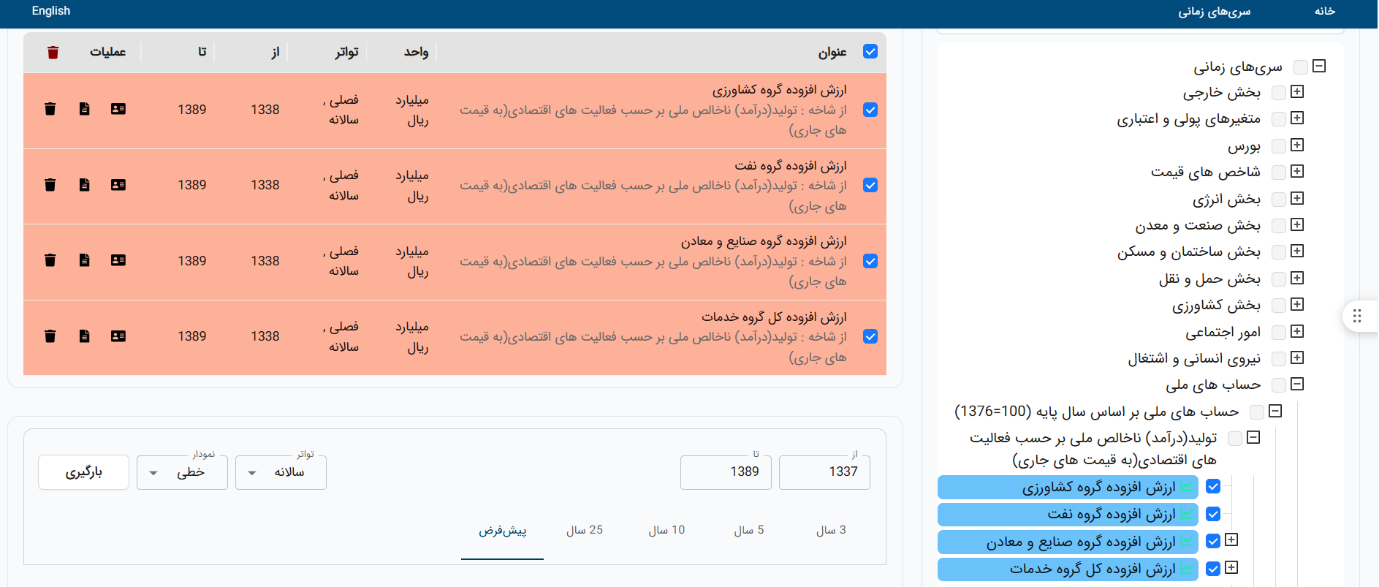 خانه
سری‌های زمانی
English
سری‌های زمانی
بخش خارجی
متغیرهای پولی و اعتباری
بورس
شاخص های قیمت
بخش انرژی
بخش صنعت و معدن
بخش ساختمان و مسکن
بخش حمل و نقل
بخش کشاورزی
امور اجتماعی
نیروی انسانی و اشتغال
حساب های ملی
حساب های ملی بر اساس سال پایه (100=1376)
تولید(درآمد) ناخالص ملی بر حسب فعالیت
های اقتصادی(به قیمت های جاری)
ارزش افزوده گروه کشاورزی
ارزش افزوده گروه نفت
ارزش افزوده گروه صنایع و معادن
ارزش افزوده کل گروه خدمات
عنوان واحد تواتر از تا عملیات
ارزش افزوده گروه کشاورزی
از شاخه : تولید(درآمد) ناخالص ملی بر حسب فعالیت های اقتصادی(به قیمت
های جاری)
میلیارد
ریال
فصلی ,
سالانه
1338
1389
ارزش افزوده گروه نفت
از شاخه : تولید(درآمد) ناخالص ملی بر حسب فعالیت های اقتصادی(به قیمت
های جاری)
میلیارد
ریال
فصلی ,
سالانه
1338
1389
ارزش افزوده گروه صنایع و معادن
از شاخه : تولید(درآمد) ناخالص ملی بر حسب فعالیت های اقتصادی(به قیمت
های جاری)
میلیارد
ریال
فصلی ,
سالانه
1338
1389
ارزش افزوده کل گروه خدمات
از شاخه : تولید(درآمد) ناخالص ملی بر حسب فعالیت های اقتصادی(به قیمت
های جاری)
میلیارد
ریال
فصلی ,
سالانه
1338
1389
از
1337
تا
1389
تواتر
سالانه
نمودار
خطی
بارگیری
3 سال
5 سال
10 سال
25 سال
پیش‌فرض